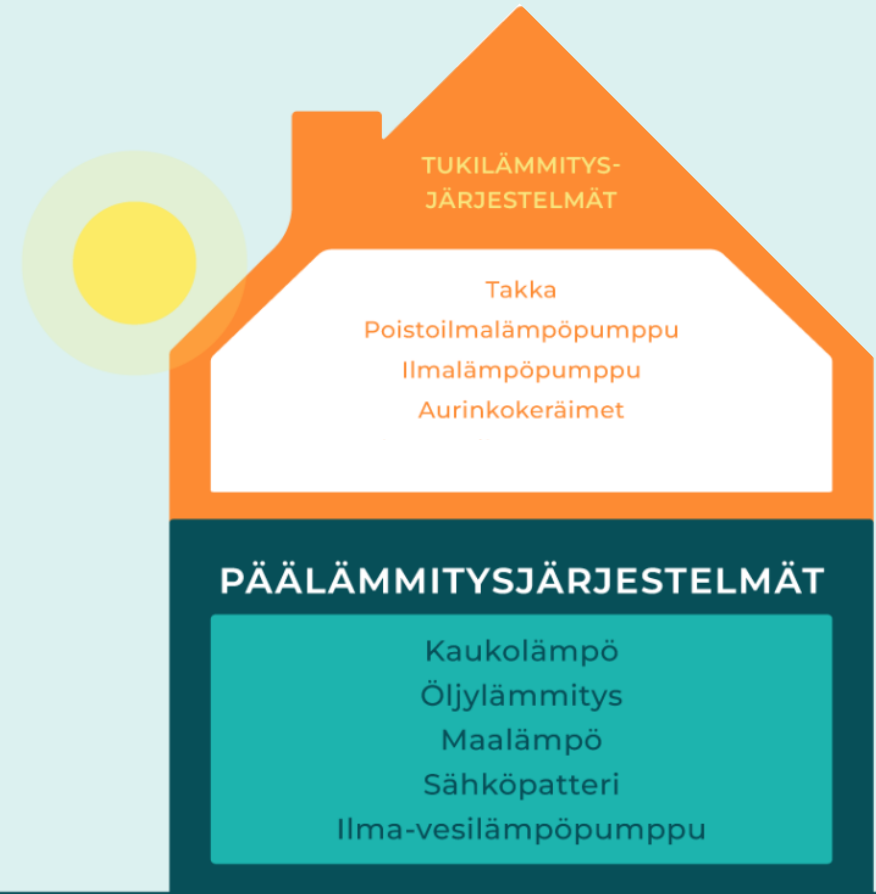 TUKILÄMMITYS-
JÄRJESTELMÄT
Takka
Poistoilmalämpöpumppu
Ilmalämpöpumppu
Aurinkokeräimet
PÄÄLÄMMITYSJÄRJESTELMÄT
Kaukolämpö
Öljylämmitys
Maalämpö
Sähköpatteri
Ilma-vesilämpöpumppu